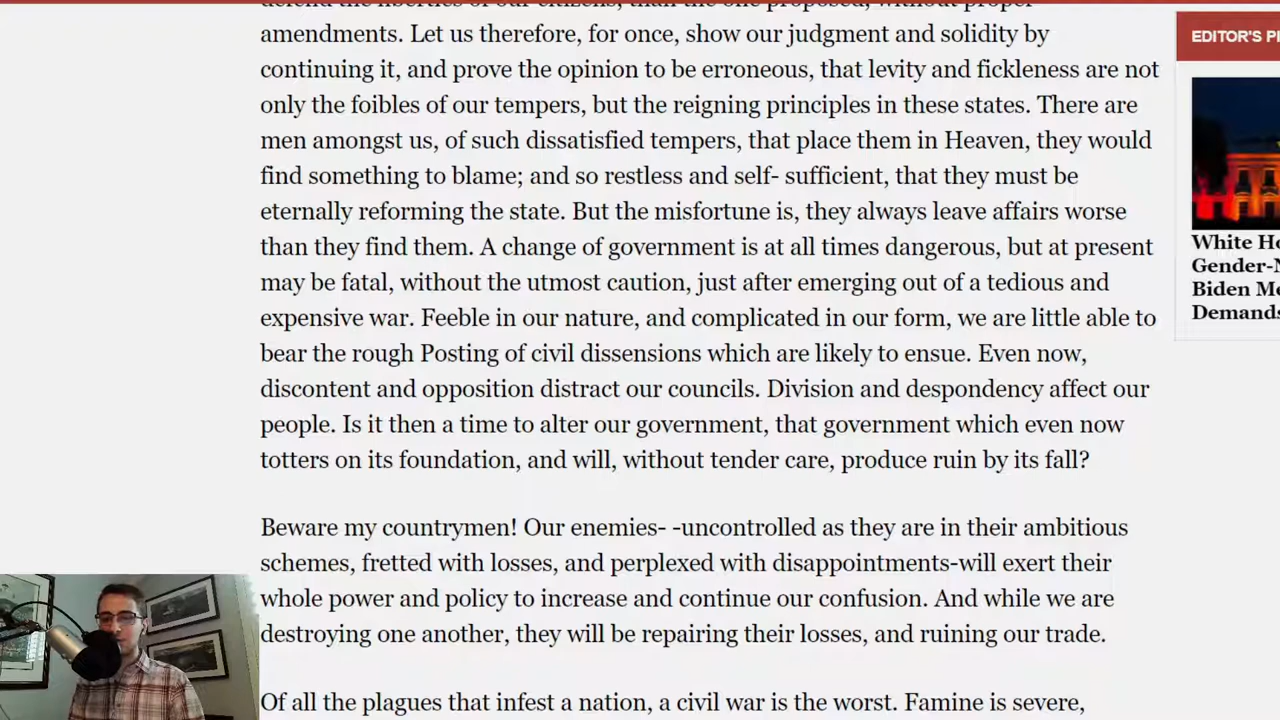 defend the liberties of our citizens, than the one proposed, without proper
amendments. Let us therefore, for once, show our judgment and solidity by
continuing it, and prove the opinion to be erroneous, that levity and fickleness are not
only the foibles of our tempers, but the reigning principles in these states. There are
men amongst us, of such dissatisfied tempers, that place them in Heaven, they would
find something to blame; and so restless and self- sufficient, that they must be
eternally reforming the state. But the misfortune is, they always leave affairs worse
than they find them. A change of government is at all times dangerous, but at present
may be fatal, without the utmost caution, just after emerging out of a tedious and
expensive war. Feeble in our nature, and complicated in our form, we are little able to
bear the rough Posting of civil dissensions which are likely to ensue. Even now,
discontent and opposition distract our councils. Division and despondency affect our
people. Is it then a time to alter our government, that government which even now
totters on its foundation, and will, without tender care, produce ruin by its fall?
Beware my countrymen! Our enemies- -uncontrolled as they are in their ambitious
schemes, fretted with losses, and perplexed with disappointments-will exert their
whole power and policy to increase and continue our confusion. And while we are
destroying one another, they will be repairing their losses, and ruining our trade.
Of all the plagues that infest a nation, a civil war is the worst. Famine is severe,
EDITOR'S PI
White Ho
Gender-N
Biden Me
Demands